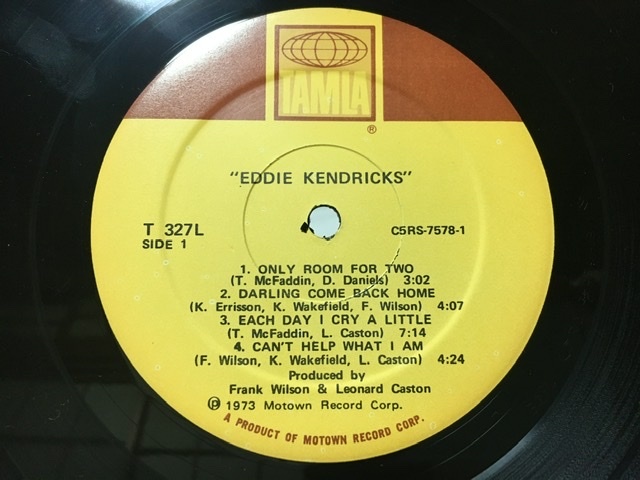 TAMLA
®
"EDDIE KENDRICKS"
T 327L
SIDE 1
C5RS-7578-1
1. ONLY ROOM FOR TWO
(T. McFaddin, D. Daniels) 3:02
2. DARLING COME BACK HOME
(K. Errisson, K. Wakefield, F. Wilson) 4:07
3. EACH DAY I CRY A LITTLE
(T. McFaddin, L. Caston) 7:14
4. CAN'T HELP WHAT I AM
(F. Wilson, K. Wakefield, L. Caston) 4:24
Produced by
Frank Wilson & Leonard Caston
℗ 1973 Motown Record Corp.
A PRODUCT OF MOTOWN RECORD CORP.